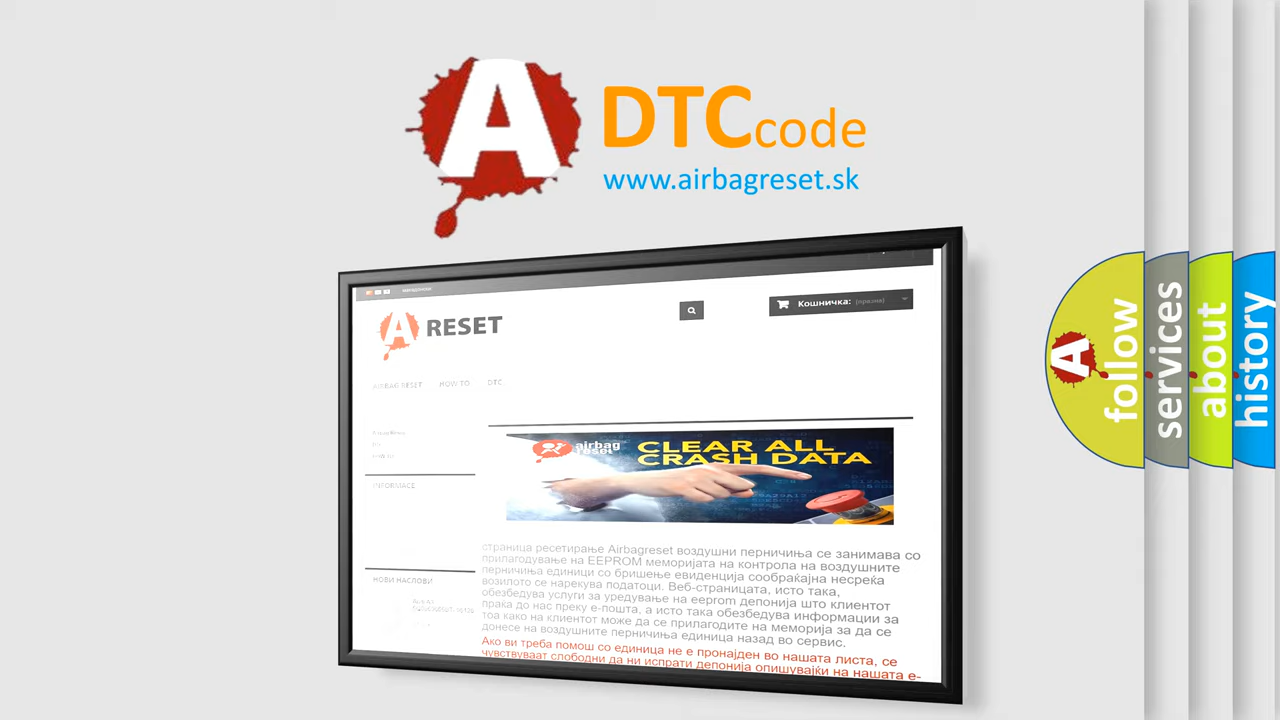 A
DTCcode
www.airbagreset.sk
A RESET
Кошничка: (празна)
AIRBAG RESET HOW TO DTC
airbag
reset
CLEAR ALL
CRASH DATA
INFORMACE
НОВИ НАСЛОВИ
страница ресетирање Airbagreset воздушни перничиња се занимава со
прилагодување на EEPROM меморијата на контрола на воздушните
перничиња единици со бришење евиденција сообраќајна несреќа
возилото се нарекува податоци. Веб-страницата, исто така,
обезбедува услуги за уредување на eeprom депонија што клиентот
праќа до нас преку е-пошта, а исто така обезбедува информации за
тоа како на клиентот може да се прилагодите на меморија за да се
донесе на воздушните перничиња единица назад во сервис.
Ако ви треба помош со единица не е пронајден во нашата листа, се
чувствуваат слободни да ни испрати депонија опишувајќи на нашата е-
A
follow
services
about
history